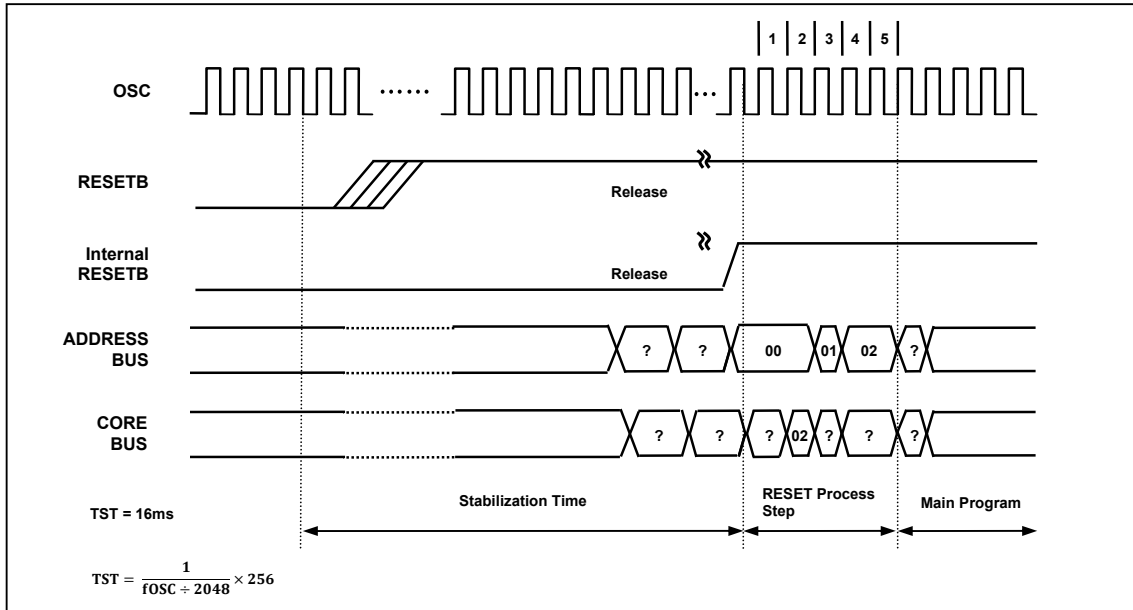 1 2 3 4 5
OSC
...... ...
RESETB
Release
Internal
RESETB
Release
ADDRESS
BUS
? ? 00 01 02 ?
CORE
BUS
? ? ? 02 ? ? ?
TST = 16ms
Stabilization Time
RESET Process
Step
Main Program
TST = 1 / (fOSC ÷ 2048) × 256